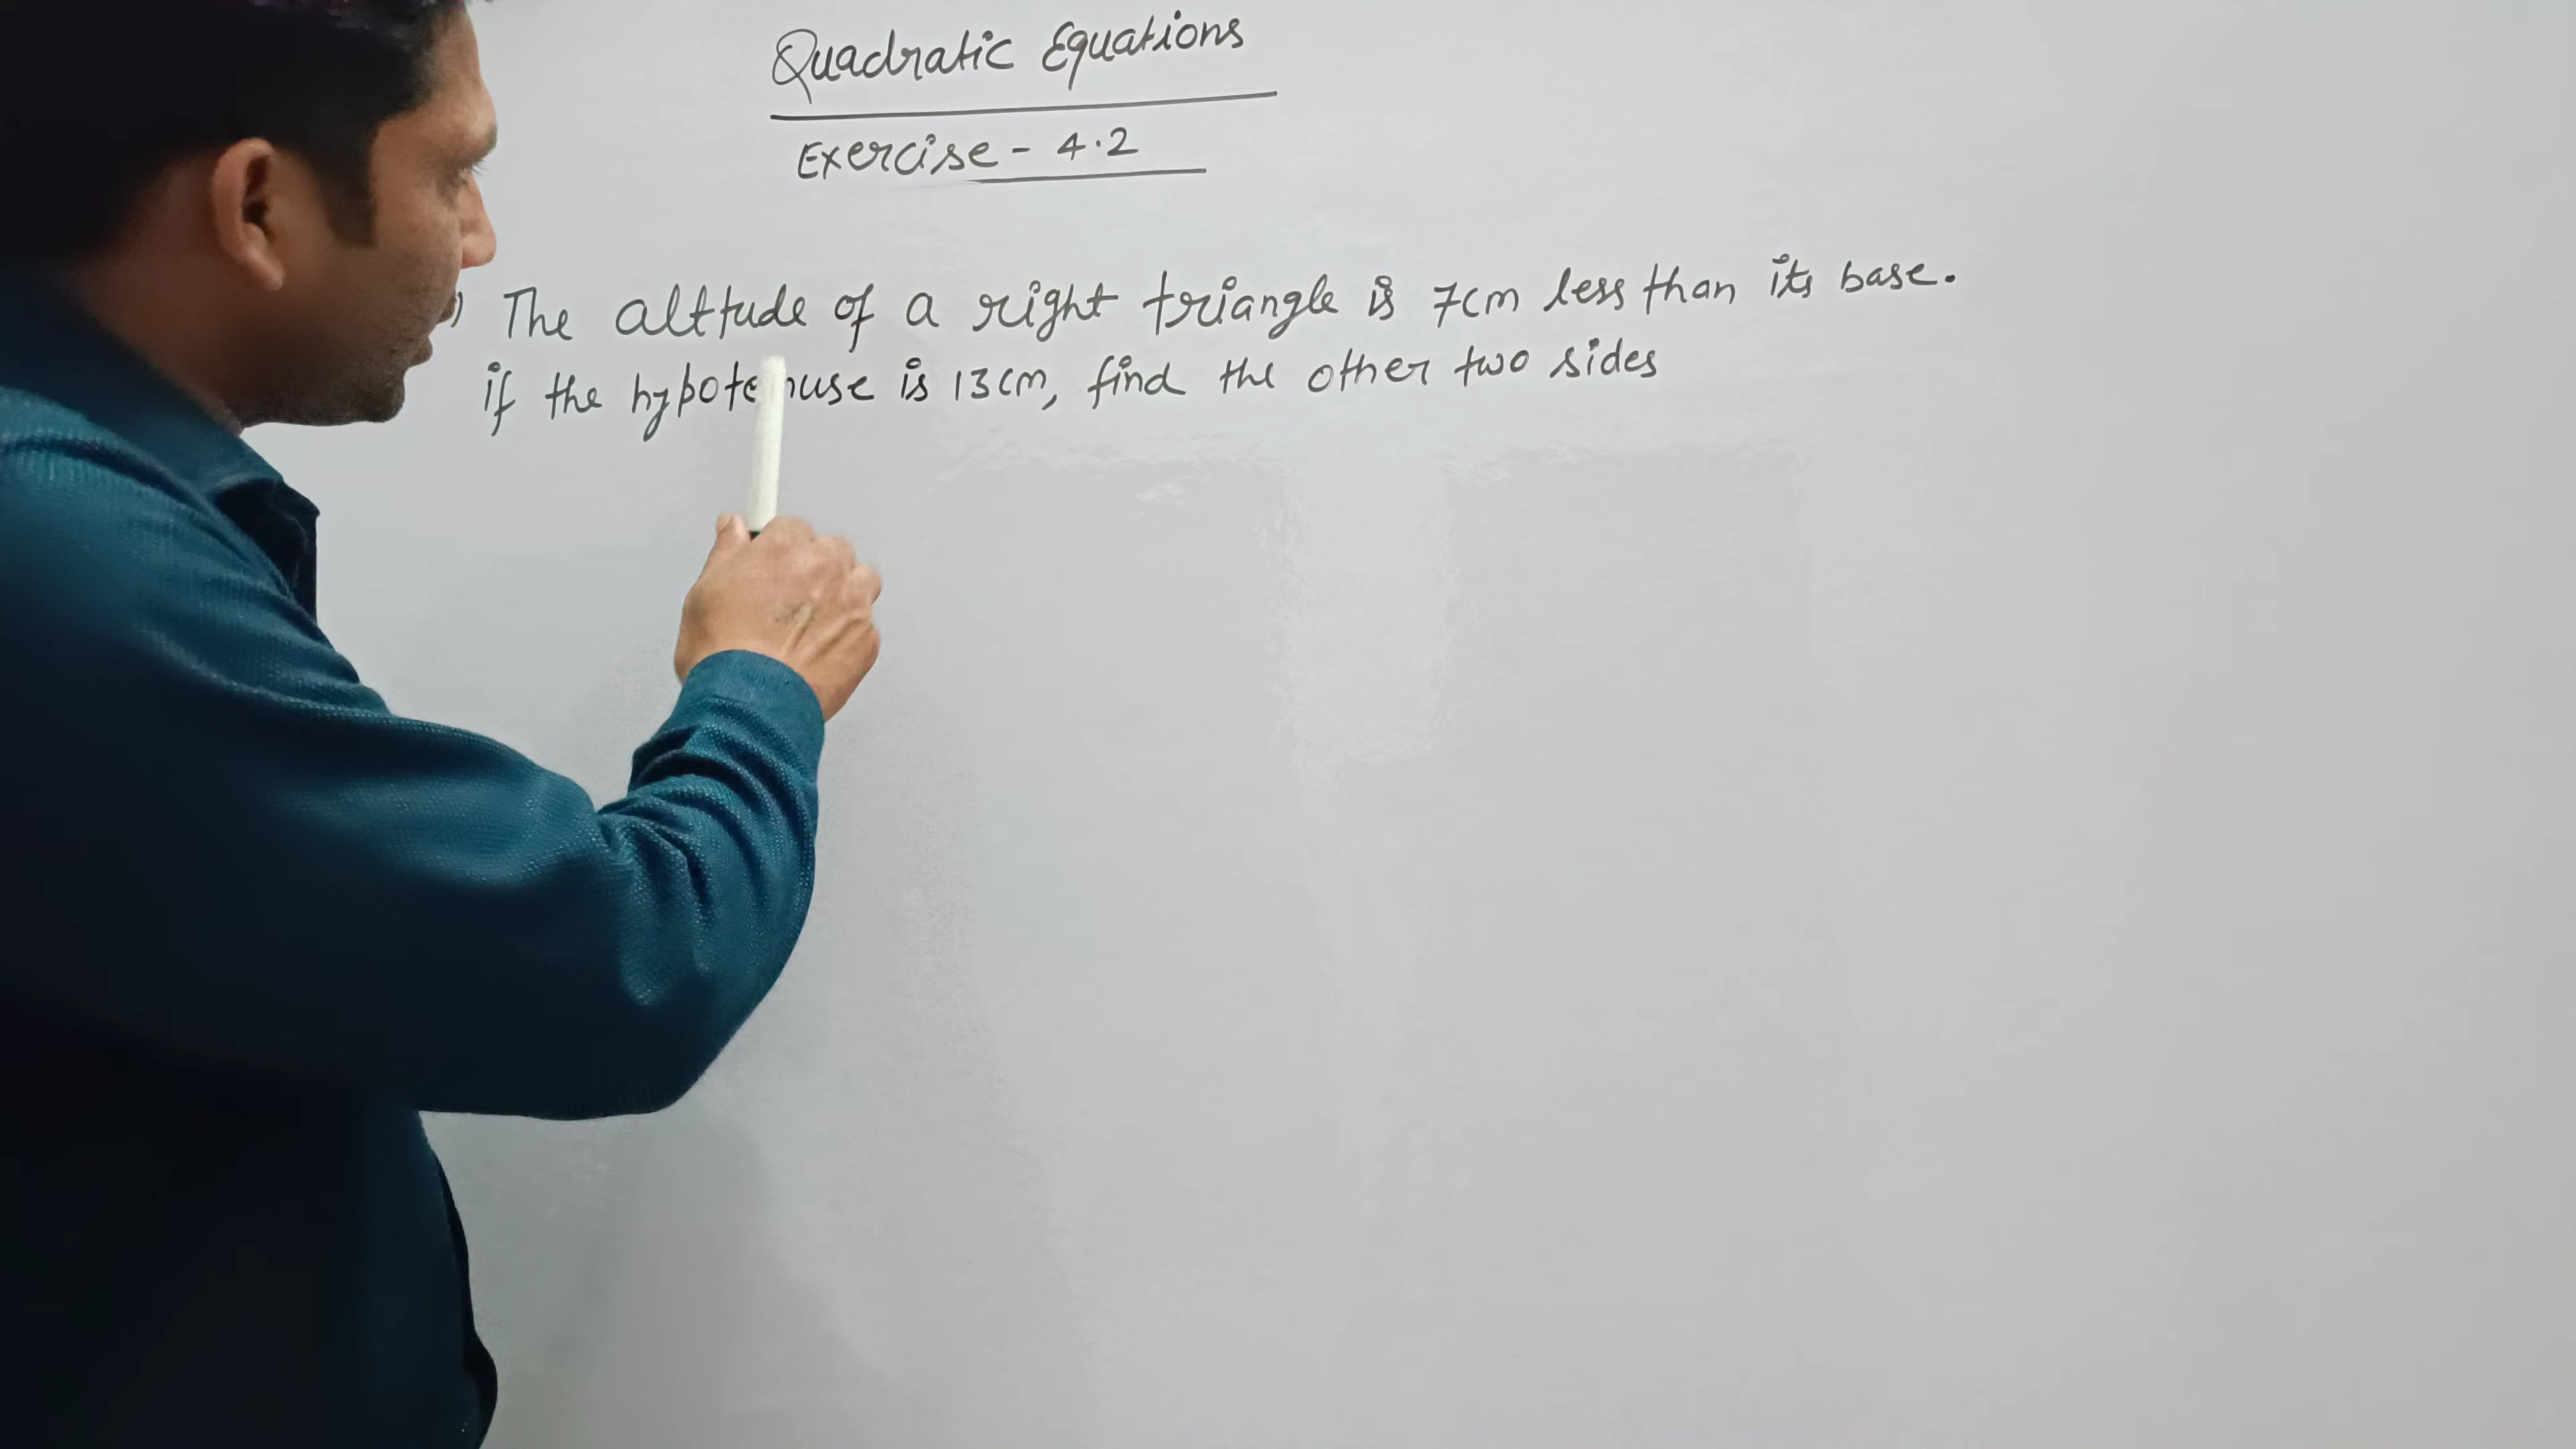 Quadratic Equations
Exercise - 4.2
) The alttude of a right triangle is 7cm less than its base.
if the hypotenuse is 13cm, find the other two sides